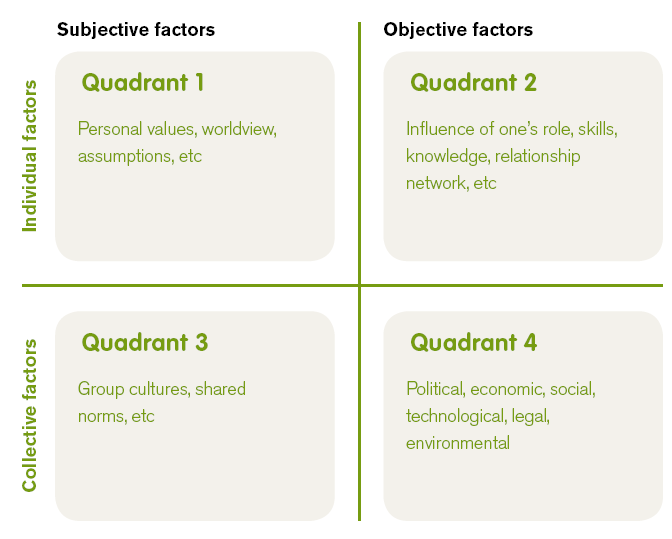 Subjective factors
Objective factors
Individual factors
Quadrant 1
Personal values, worldview,
assumptions, etc
Quadrant 2
Influence of one’s role, skills,
knowledge, relationship
network, etc
Collective factors
Quadrant 3
Group cultures, shared
norms, etc
Quadrant 4
Political, economic, social,
technological, legal,
environmental